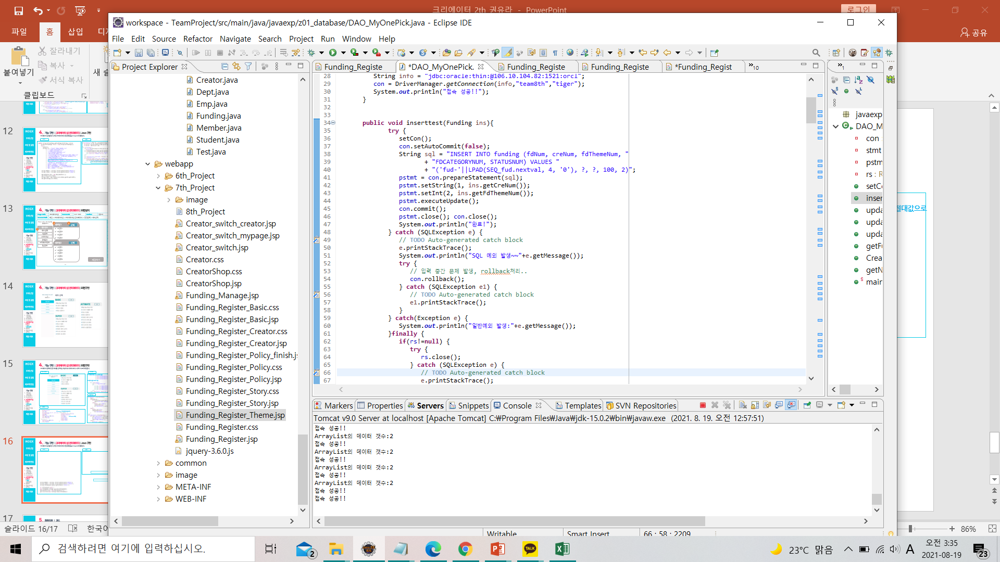 크리에이터 2th 권유라 - PowerPoint
로그인
파일
홈
삽입
공유
붙여넣기
잘라내기
복사
서식 복사
새 슬
클립보드
workspace - TeamProject/src/main/java/javaexp/z01_database/DAO_MyOnePick.java - Eclipse IDE
File Edit Source Refactor Navigate Search Project Run Window Help
Project Explorer
Funding_Registe
*DAO_MyOnePick.
Funding_Registe
Funding_Registe
*Funding_Regist
»10
»1
Creator.java
Dept.java
Emp.java
Funding.java
Member.java
Student.java
Test.java
webapp
6th_Project
7th_Project
image
8th_Project
Creator_switch_creator.jsp
Creator_switch_mypage.jsp
Creator_switch.jsp
Creator.css
CreatorShop.css
CreatorShop.jsp
Funding_Manage.jsp
Funding_Register_Basic.css
Funding_Register_Basic.jsp
Funding_Register_Creator.css
Funding_Register_Creator.jsp
Funding_Register_Policy_finish.js
Funding_Register_Policy.css
Funding_Register_Policy.jsp
Funding_Register_Story.css
Funding_Register_Story.jsp
Funding_Register_Theme.jsp
Funding_Register.css
Funding_Register.jsp
jquery-3.6.0.js
common
image
META-INF
WEB-INF
28 String info = "jdbc:oracle:thin:@106.10.104.82:1521:orcl";
29 con = DriverManager.getConnection(info,"team8th","tiger");
30 System.out.println("접속 성공!!");
31 }
32
33
34 public void inserttest(Funding ins){
35 try {
36 setCon();
37 con.setAutoCommit(false);
38 String sql = "INSERT INTO funding (fdNum, creNum, fdThemeNum, "
39 + "FDCATEGORYNUM, STATUSNUM) VALUES "
40 + "('fud-'||LPAD(SEQ_fud.nextval, 4, '0'), ?, ?, 100, 2)";
41 pstmt = con.prepareStatement(sql);
42 pstmt.setString(1, ins.getCreNum());
43 pstmt.setInt(2, ins.getFdThemeNum());
44 pstmt.executeUpdate();
45 con.commit();
46 pstmt.close(); con.close();
47 System.out.println("완료!");
48 } catch (SQLException e) {
49 // TODO Auto-generated catch block
50 e.printStackTrace();
51 System.out.println("SQL 예외 발생~~"+e.getMessage());
52 try {
53 // 입력 중간 문제 발생, rollback처리..
54 con.rollback();
55 } catch (SQLException e1) {
56 // TODO Auto-generated catch block
57 e1.printStackTrace();
58 }
59 } catch(Exception e) {
60 System.out.println("일반예외 발생:"+e.getMessage());
61 }finally {
62 if(rs!=null) {
63 try {
64 rs.close();
65 } catch (SQLException e) {
66 // TODO Auto-generated catch block
67 e.printStackTrace();
javaexp
DAO_M
con
stmt
pstm
rs : R
setC
inser
upda
upda
upda
getF
Crea
getN
main
절대값으로
Markers Properties Servers Snippets Console Templates SVN Repositories
Tomcat v9.0 Server at localhost [Apache Tomcat] C:₩Program Files₩Java₩jdk-15.0.2₩bin₩javaw.exe (2021. 8. 19. 오전 12:57:51)
접속 성공!!
ArrayList의 데이터 갯수:2
접속 성공!!
ArrayList의 데이터 갯수:2
접속 성공!!
ArrayList의 데이터 갯수:2
접속 성공!!
ArrayList의 데이터 갯수:2
접속 성공!!
접속 성공!!
Writable
Smart Insert
66 : 58 : 2209
12
13
14
15
16
17
슬라이드 16/17
한국어
86%
검색하려면 여기에 입력하십시오.
2
TALK
23°C 맑음
A
오전 3:35
2021-08-19
23